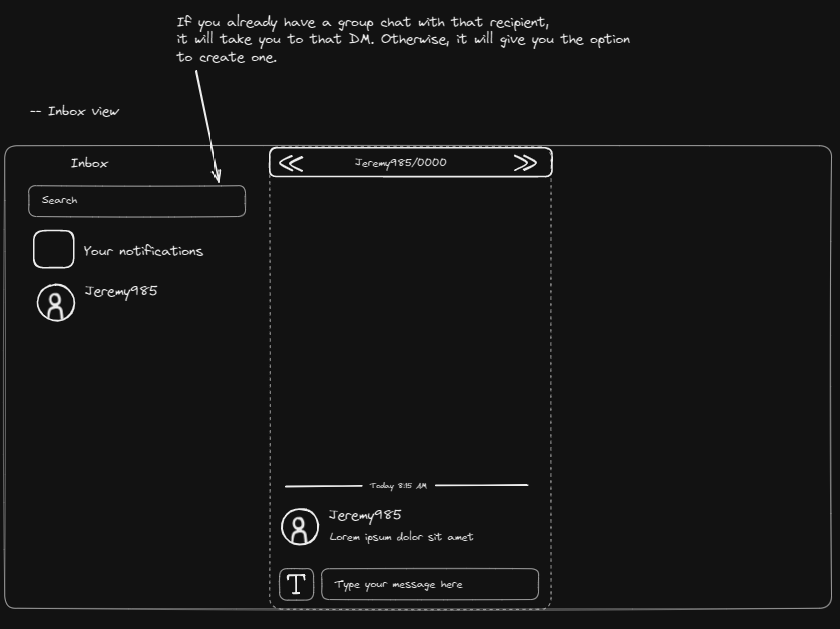 If you already have a group chat with that recipient,
it will take you to that DM. Otherwise, it will give you the option
to create one.
-- Inbox view
Inbox
Jeremy985/0000
Search
Your notifications
Jeremy985
Today 8:15 AM
Jeremy985
Lorem ipsum dolor sit amet
T
Type your message here